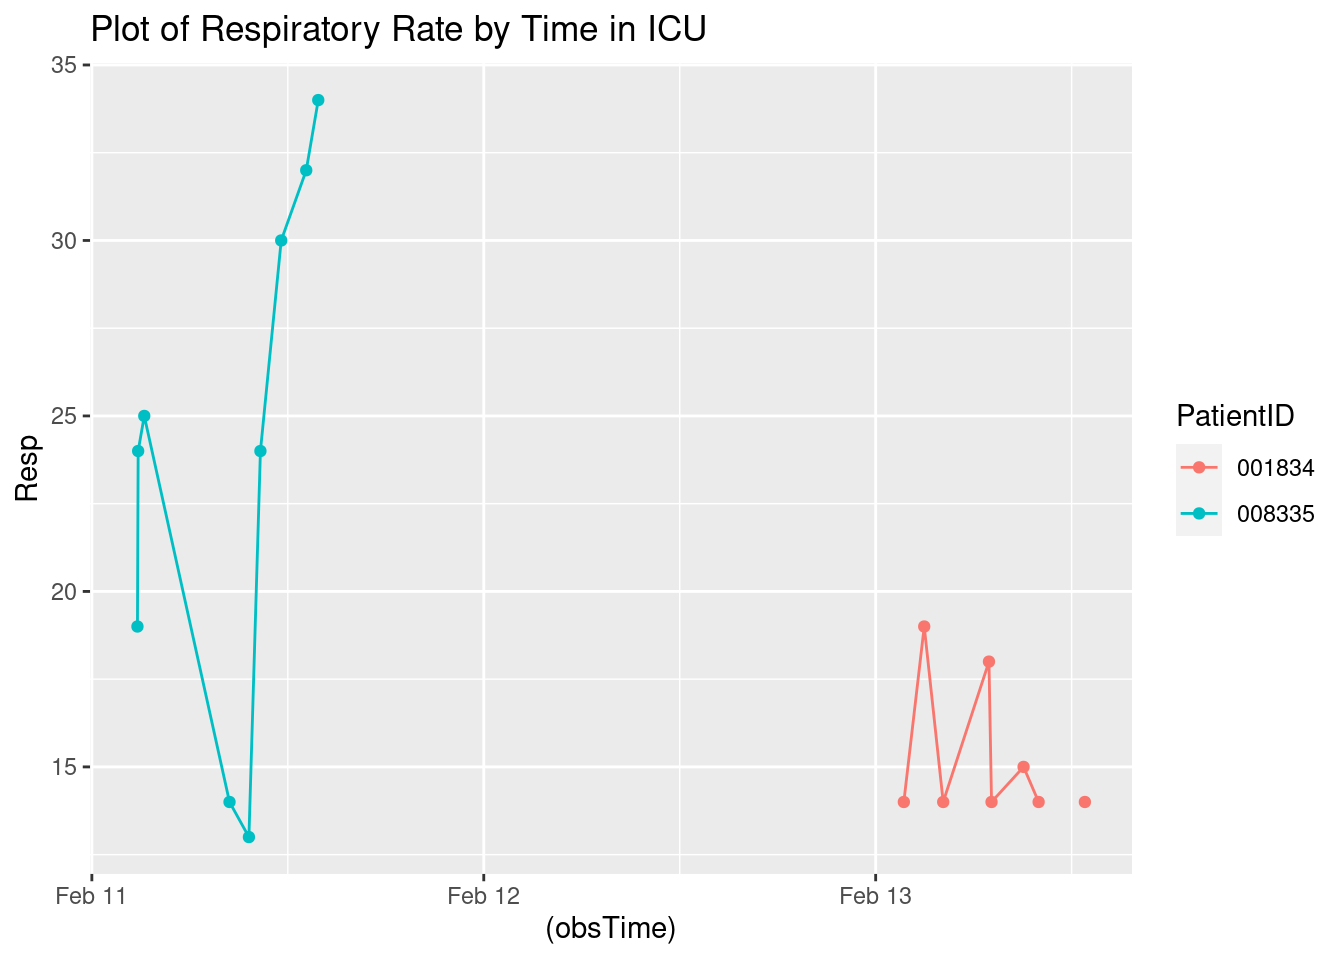 Plot of Respiratory Rate by Time in ICU
35
30
25
20
15
Resp
Feb 11
Feb 12
Feb 13
(obsTime)
PatientID
001834
008335